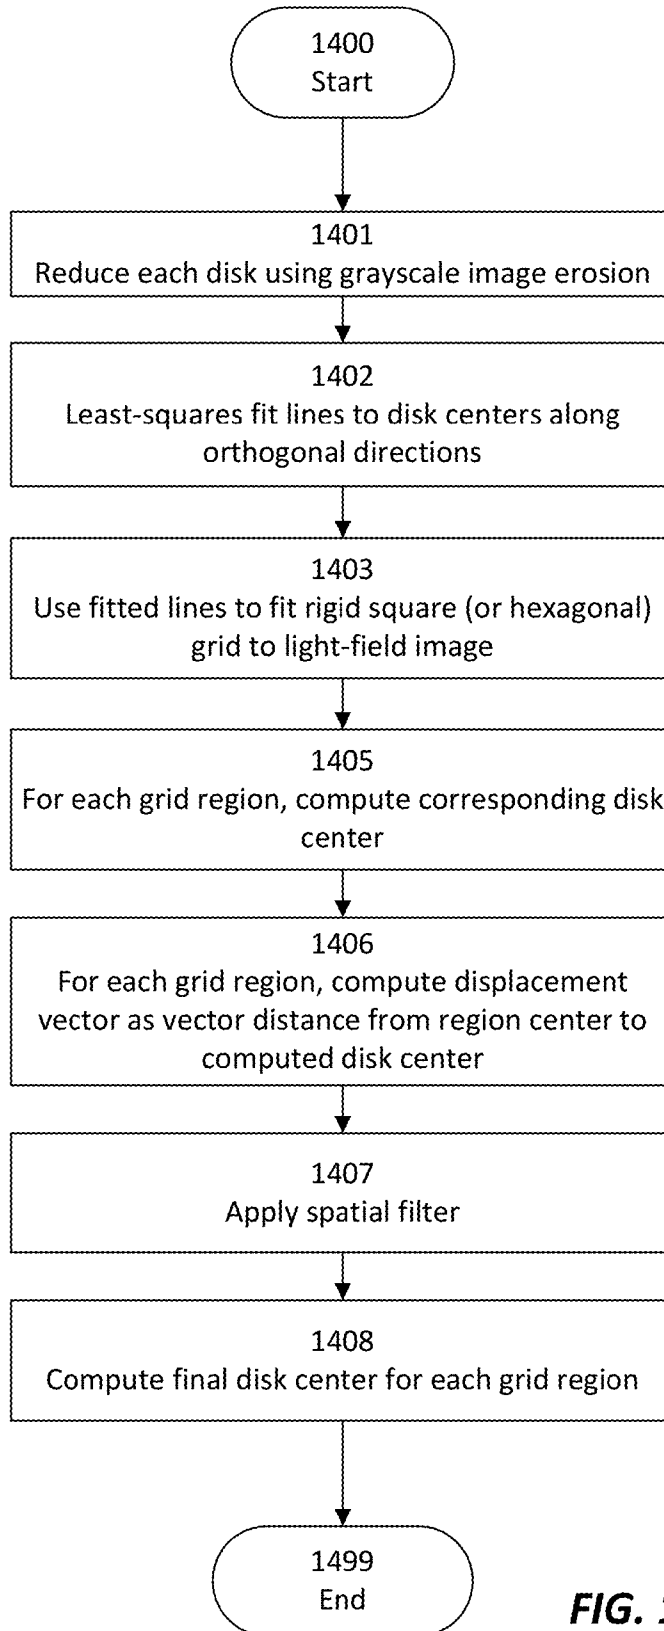 1400
Start
1401
Reduce each disk using grayscale image erosion
1402
Least-squares fit lines to disk centers along
orthogonal directions
1403
Use fitted lines to fit rigid square (or hexagonal)
grid to light-field image
1405
For each grid region, compute corresponding disk
center
1406
For each grid region, compute displacement
vector as vector distance from region center to
computed disk center
1407
Apply spatial filter
1408
Compute final disk center for each grid region
1499
End
FIG.